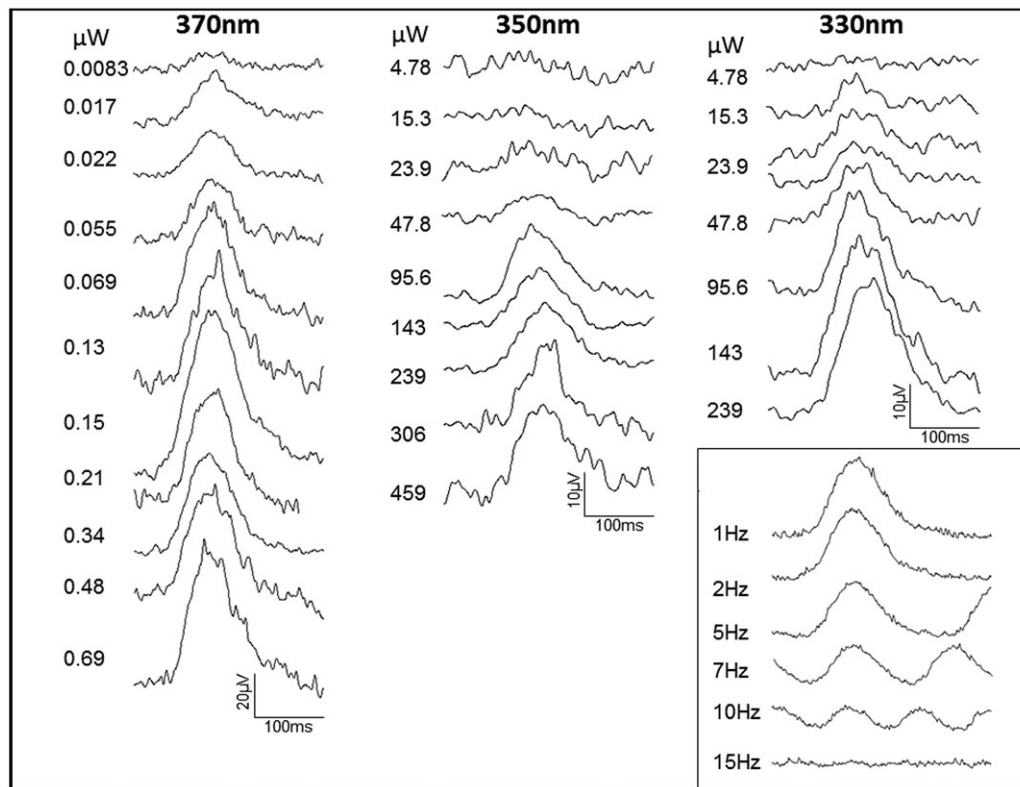 370nm
μW
0.0083
0.017
0.022
0.055
0.069
0.13
0.15
0.21
0.34
0.48
0.69
20μV
100ms
350nm
4.78
15.3
23.9
47.8
95.6
143
239
306
459
10μV
100ms
330nm
μW
4.78
15.3
23.9
47.8
95.6
143
239
10μV
100ms
1Hz
2Hz
5Hz
7Hz
10Hz
15Hz